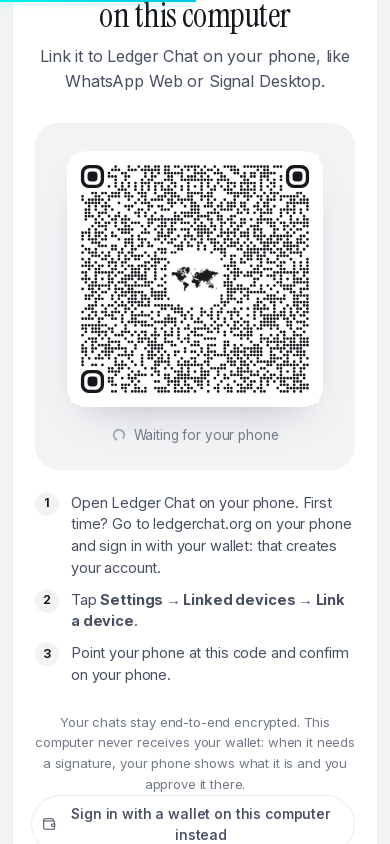 on this computer
Link it to Ledger Chat on your phone, like
WhatsApp Web or Signal Desktop.
Waiting for your phone
1 Open Ledger Chat on your phone. First
time? Go to ledgerchat.org on your phone
and sign in with your wallet: that creates
your account.
2 Tap Settings → Linked devices → Link
a device.
3 Point your phone at this code and confirm
on your phone.
Your chats stay end-to-end encrypted. This
computer never receives your wallet: when it needs
a signature, your phone shows what it is and you
approve it there.
Sign in with a wallet on this computer
instead